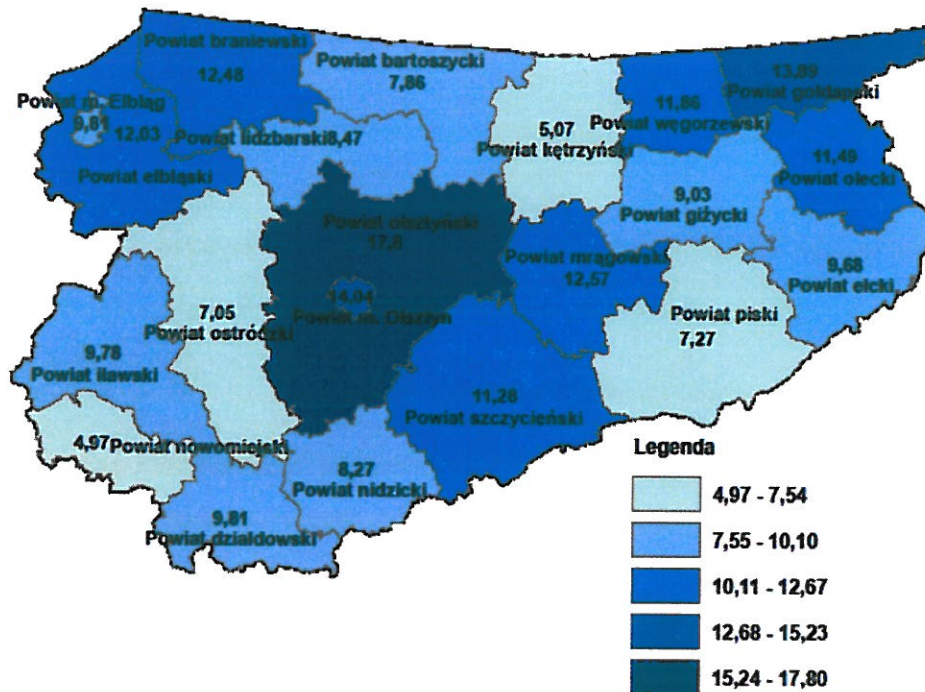 Powiat braniewski
12,48
Powiat bartoszycki
7,86
13,89
Powiat gołdapski
Powiat m. Elbląg
9,81
12,03
Powiat elbląski
Powiat lidzbarski8,47
5,07
Powiat kętrzyński
11,86
Powiat węgorzewski
11,49
Powiat olecki
9,03
Powiat giżycki
Powiat olsztyński
17,8
Powiat mrągowski
12,57
9,68
Powiat ełcki
14,04
Powiat m. Olsztyn
7,05
Powiat ostródzki
Powiat piski
7,27
9,78
Powiat iławski
11,28
Powiat szczycieński
4,97Powiat nowomiejski
8,27
Powiat nidzicki
9,81
Powiat działdowski
Legenda
4,97 - 7,54
7,55 - 10,10
10,11 - 12,67
12,68 - 15,23
15,24 - 17,80